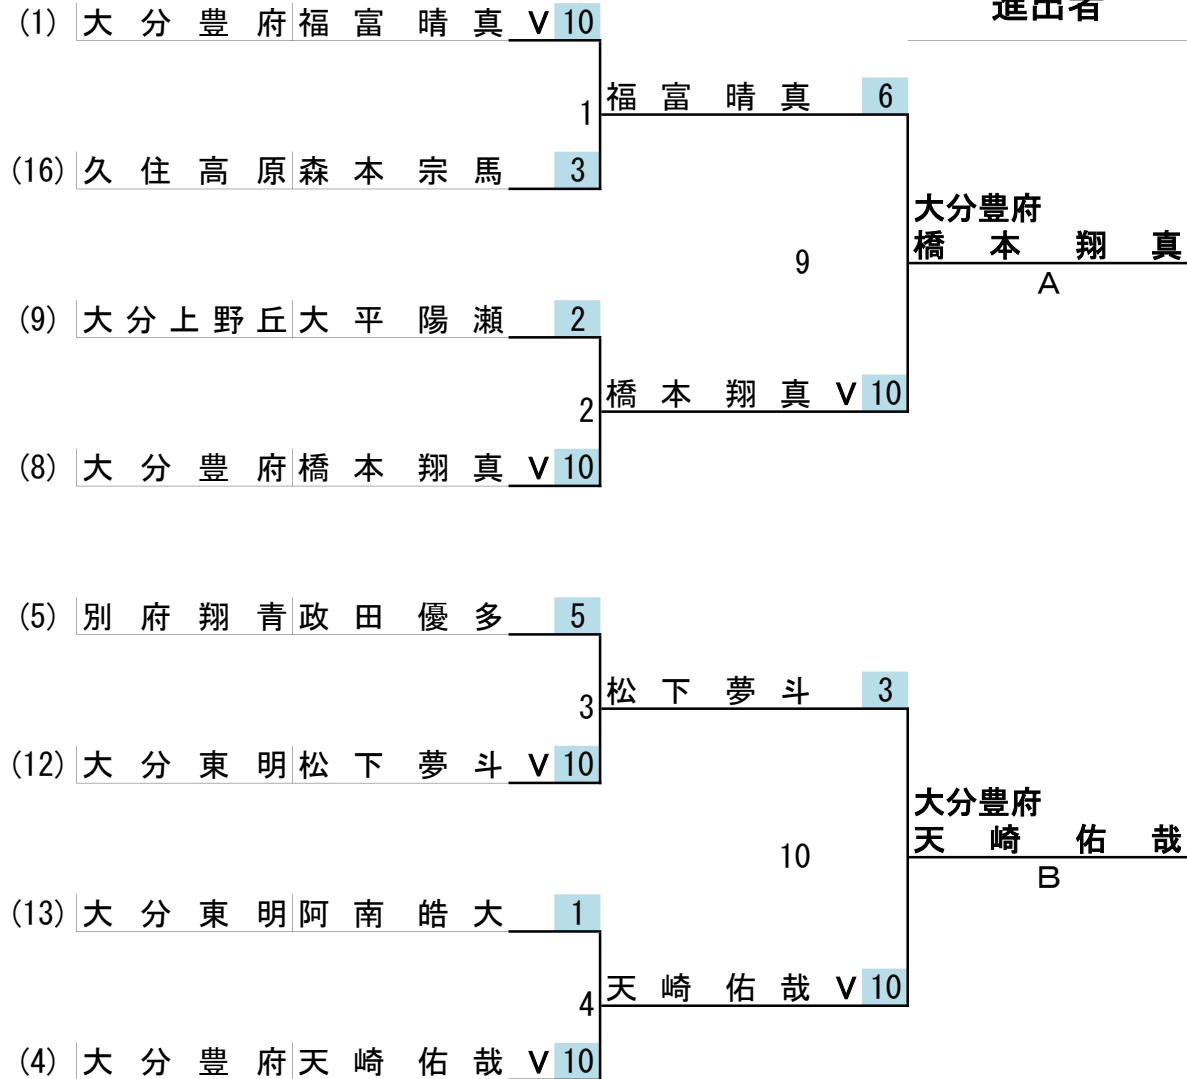 進出者
(1) 大分豊府 福富晴真 V 10
1 福富晴真 6
(16) 久住高原 森本宗馬 3
大分豊府
9 橋本翔真
A
(9) 大分上野丘 大平陽瀬 2
2 橋本翔真 V 10
(8) 大分豊府 橋本翔真 V 10
(5) 別府翔青 政田優多 5
3 松下夢斗 3
(12) 大分東明 松下夢斗 V 10
大分豊府
10 天崎佑哉
B
(13) 大分東明 阿南皓大 1
4 天崎佑哉 V 10
(4) 大分豊府 天崎佑哉 V 10